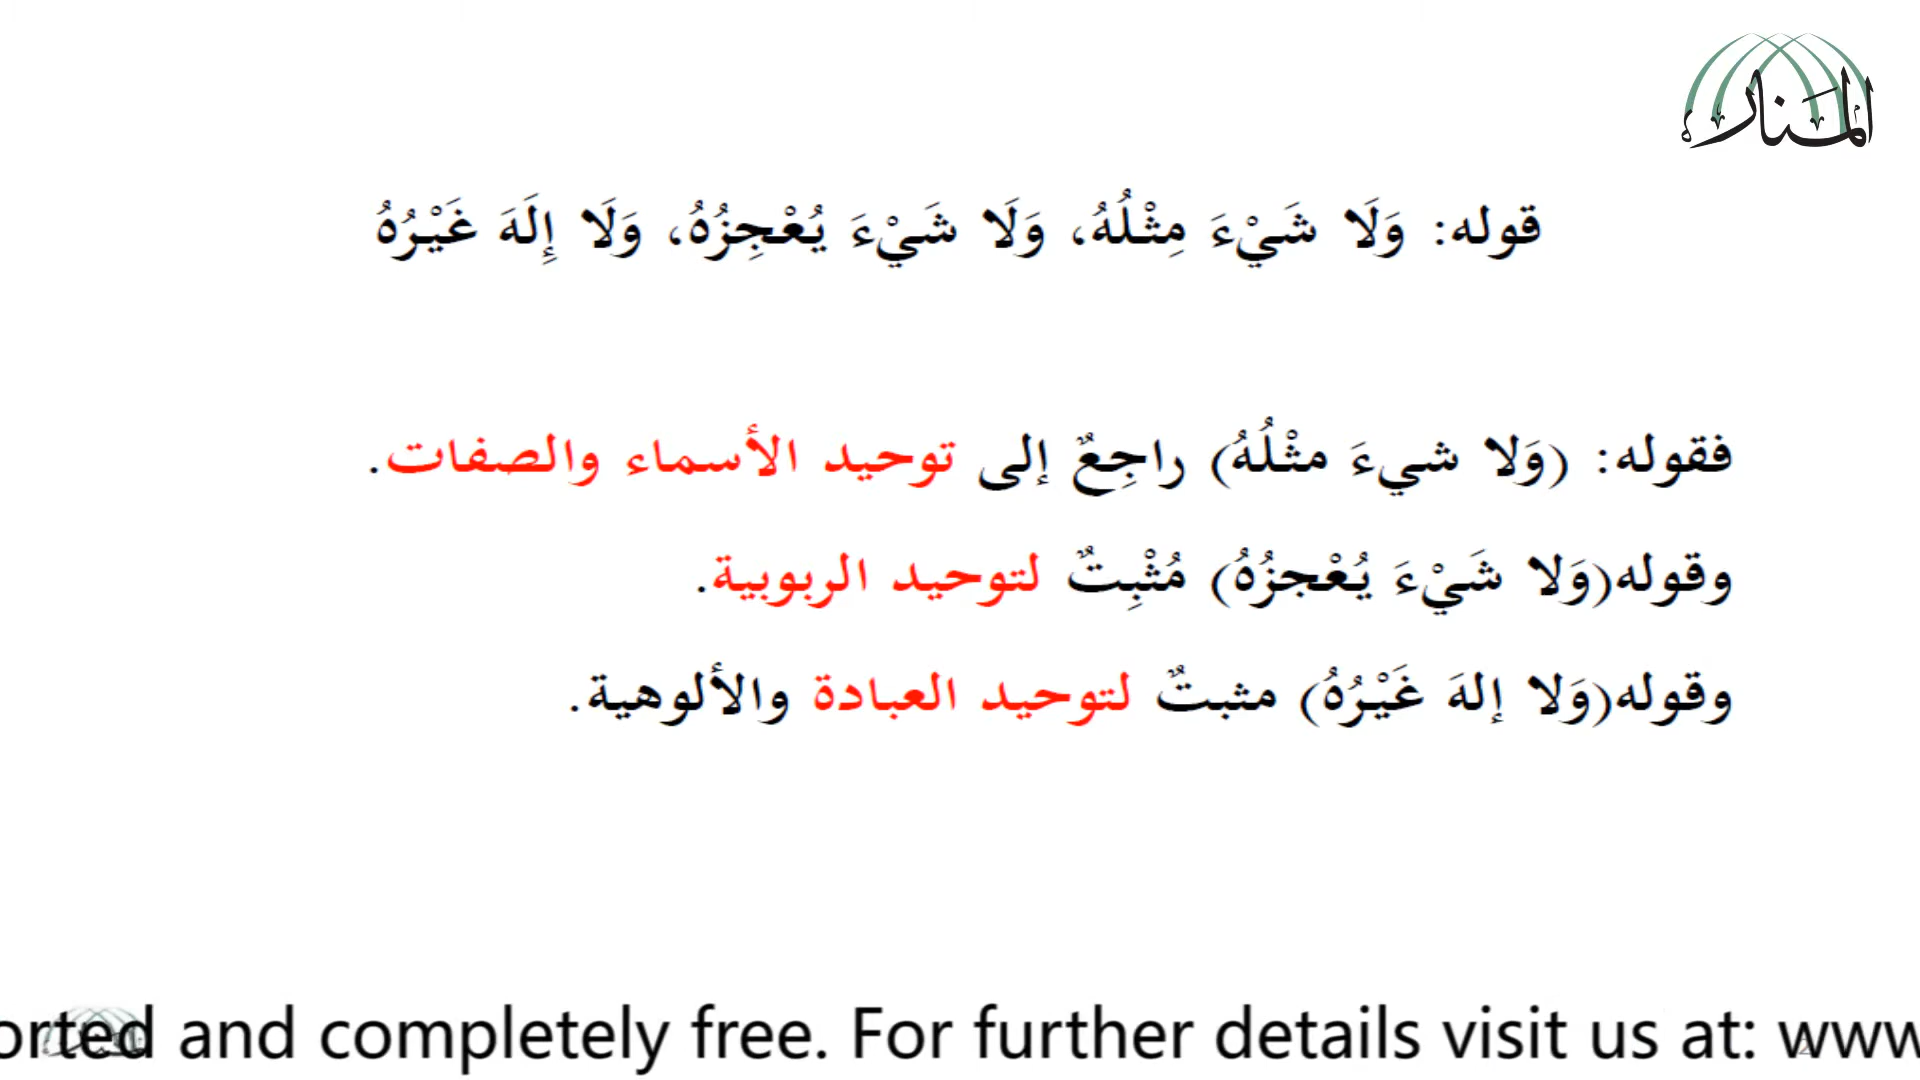 المنار
قوله: وَلَا شَيْءَ مِثْلُهُ، وَلَا شَيْءَ يُعْجِزُهُ، وَلَا إِلَهَ غَيْرُهُ
فقوله: (وَلا شيءَ مثْلُهُ) راجِعٌ إلى توحيد الأسماء والصفات.
وقوله(وَلا شَيْءَ يُعْجزُهُ) مُثْبِتٌ لتوحيد الربوبية.
وقوله(وَلا إلهَ غَيْرُهُ) مثبتٌ لتوحيد العبادة والألوهية.
orted and completely free. For further details visit us at: www